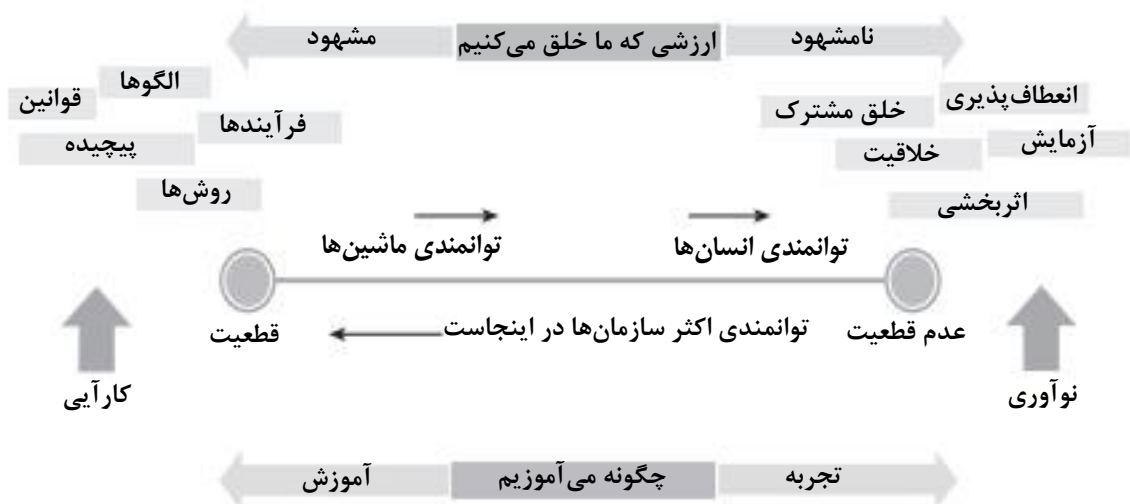 نامشهود
ارزشی که ما خلق می‌کنیم
مشهود
انعطاف‌پذیری
خلق مشترک
آزمایش
خلاقیت
اثربخشی
الگوها
قوانین
فرآیندها
پیچیده
روش‌ها
توانمندی انسان‌ها
توانمندی ماشین‌ها
عدم قطعیت
توانمندی اکثر سازمان‌ها در اینجاست
قطعیت
نوآوری
کارآیی
تجربه
چگونه می‌آموزیم
آموزش